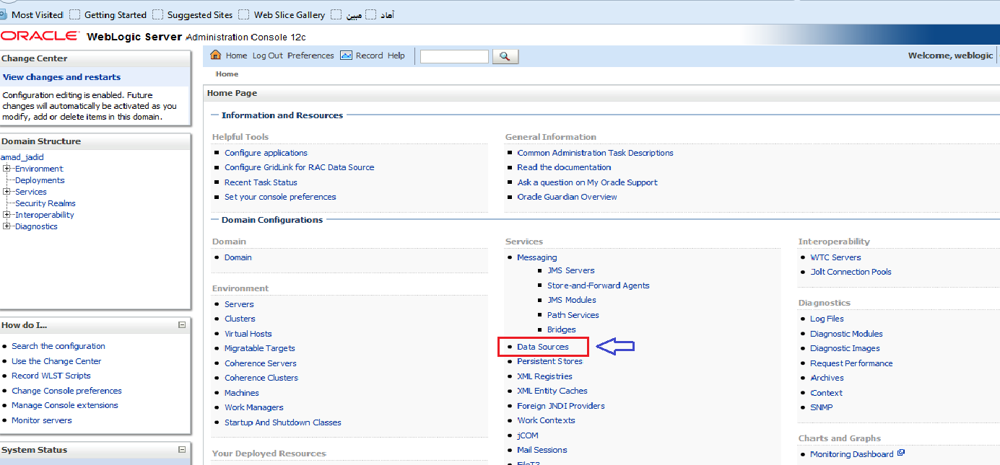 Most Visited Getting Started Suggested Sites Web Slice Gallery مبین آماد
ORACLE WebLogic Server Administration Console 12c
Change Center
View changes and restarts
Configuration editing is enabled. Future
changes will automatically be activated as you
modify, add or delete items in this domain.
Domain Structure
amad_jadid
Environment
Deployments
Services
Security Realms
Interoperability
Diagnostics
How do I...
Search the configuration
Use the Change Center
Record WLST Scripts
Change Console preferences
Manage Console extensions
Monitor servers
System Status
Home Log Out Preferences Record Help
Welcome, weblogic
Home
Home Page
Information and Resources
Helpful Tools
Configure applications
Configure GridLink for RAC Data Source
Recent Task Status
Set your console preferences
General Information
Common Administration Task Descriptions
Read the documentation
Ask a question on My Oracle Support
Oracle Guardian Overview
Domain Configurations
Domain
Domain
Environment
Servers
Clusters
Virtual Hosts
Migratable Targets
Coherence Servers
Coherence Clusters
Machines
Work Managers
Startup And Shutdown Classes
Your Deployed Resources
Services
Messaging
JMS Servers
Store-and-Forward Agents
JMS Modules
Path Services
Bridges
Data Sources
Persistent Stores
XML Registries
XML Entity Caches
Foreign JNDI Providers
Work Contexts
jCOM
Mail Sessions
FileT3
Interoperability
WTC Servers
Jolt Connection Pools
Diagnostics
Log Files
Diagnostic Modules
Diagnostic Images
Request Performance
Archives
Context
SNMP
Charts and Graphs
Monitoring Dashboard